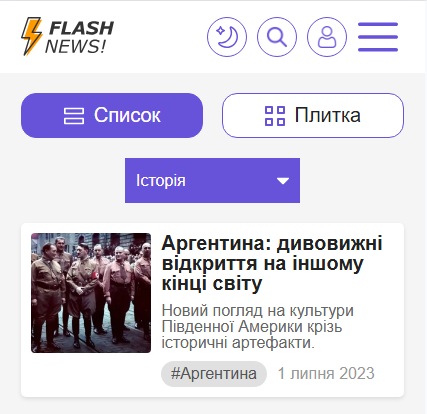 FLASH
NEWS!
Список
Плитка
Історія
Аргентина: дивовижні
відкриття на іншому
кінці світу
Новий погляд на культури
Південної Америки крізь
історичні артефакти.
#Аргентина
1 липня 2023